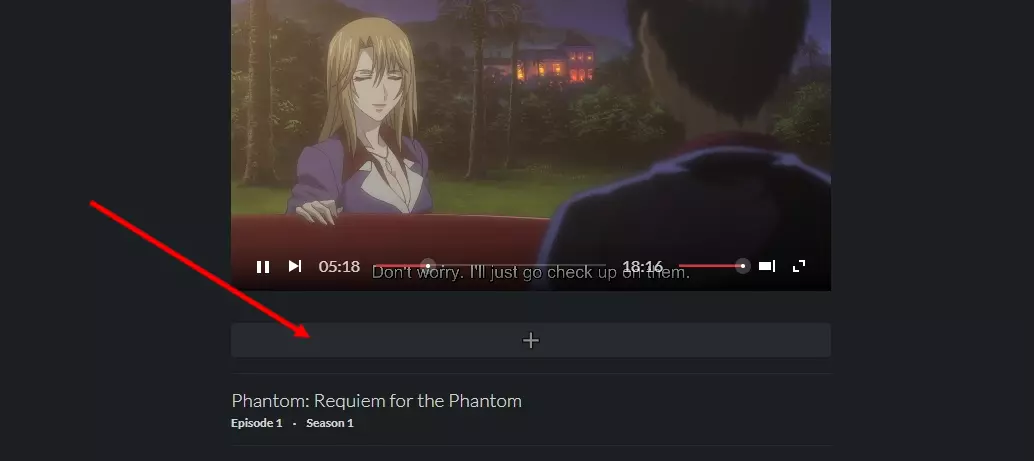 05:18
18:16
Don't worry. I'll just go check up on them.
+
Phantom: Requiem for the Phantom
Episode 1 · Season 1